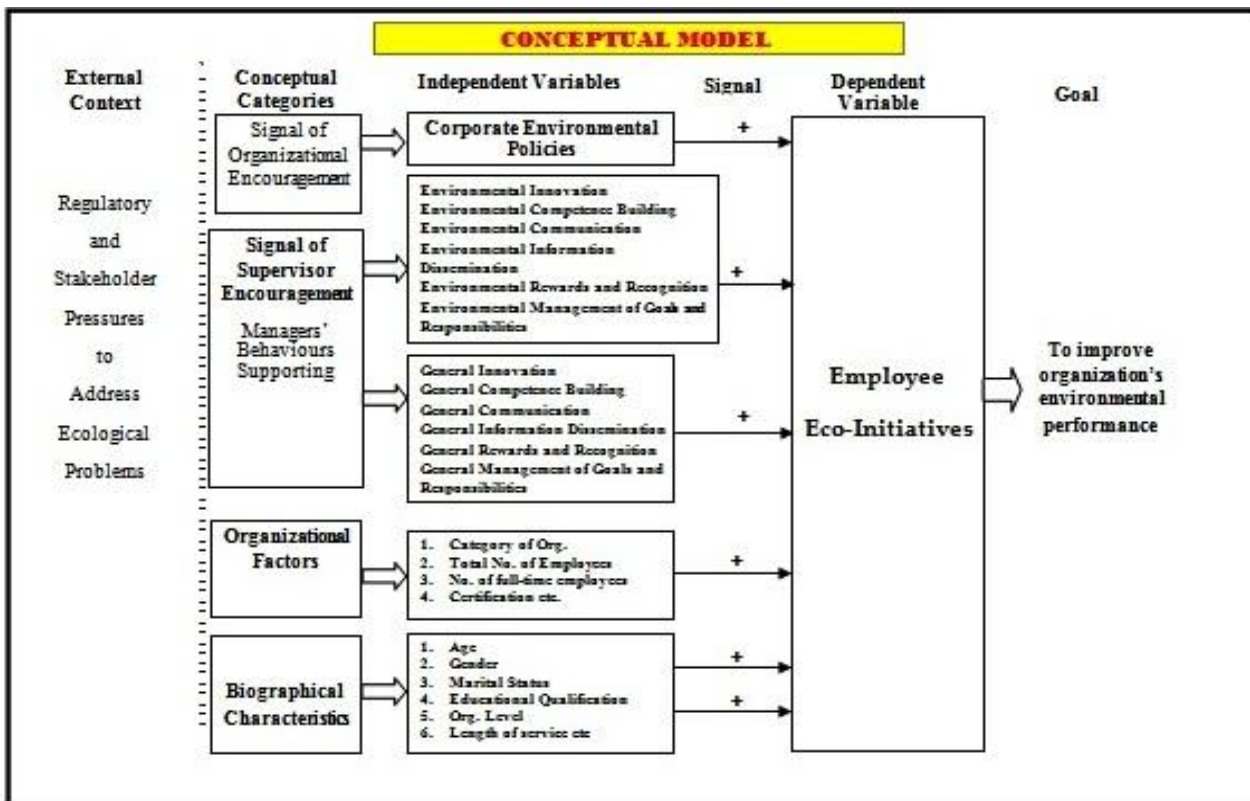 CONCEPTUAL MODEL
External
Context
Conceptual
Categories
Independent Variables
Signal
Dependent
Variable
Goal
Regulatory
and
Stakeholder
Pressures
to
Address
Ecological
Problems
Signal of
Organizational
Encouragement
Corporate Environmental
Policies
+
Signal of
Supervisor
Encouragement
Managers'
Behaviours
Supporting
Environmental Innovation
Environmental Competence Building
Environmental Communication
Environmental Information
Dissemination
Environmental Rewards and Recognition
Environmental Management of Goals and
Responsibilities
+
General Innovation
General Competence Building
General Communication
General Information Dissemination
General Rewards and Recognition
General Management of Goals and
Responsibilities
+
Organizational
Factors
1. Category of Org.
2. Total No. of Employees
3. No. of full-time employees
4. Certification etc.
+
Biographical
Characteristics
1. Age
2. Gender
3. Marital Status
4. Educational Qualification
5. Org. Level
6. Length of service etc
+
+
Employee
Eco-Initiatives
To improve
organization's
environmental
performance